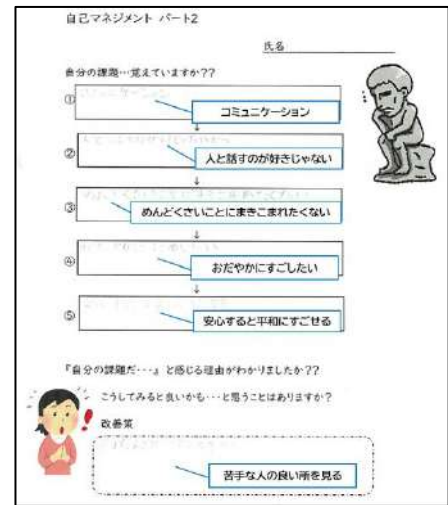 自己マネジメント パート2
氏名
自分の課題…覚えていますか??
①
コミュニケーション
②
人と話すのが好きじゃない
③
めんどくさいことにまきこまれたくない
④
おだやかにすごしたい
⑤
安心すると平和にすごせる
『自分の課題だ・・・』と感じる理由がわかりましたか??
こうしてみると良いかも・・・と思うことはありますか?
改善策
苦手な人の良い所を見る